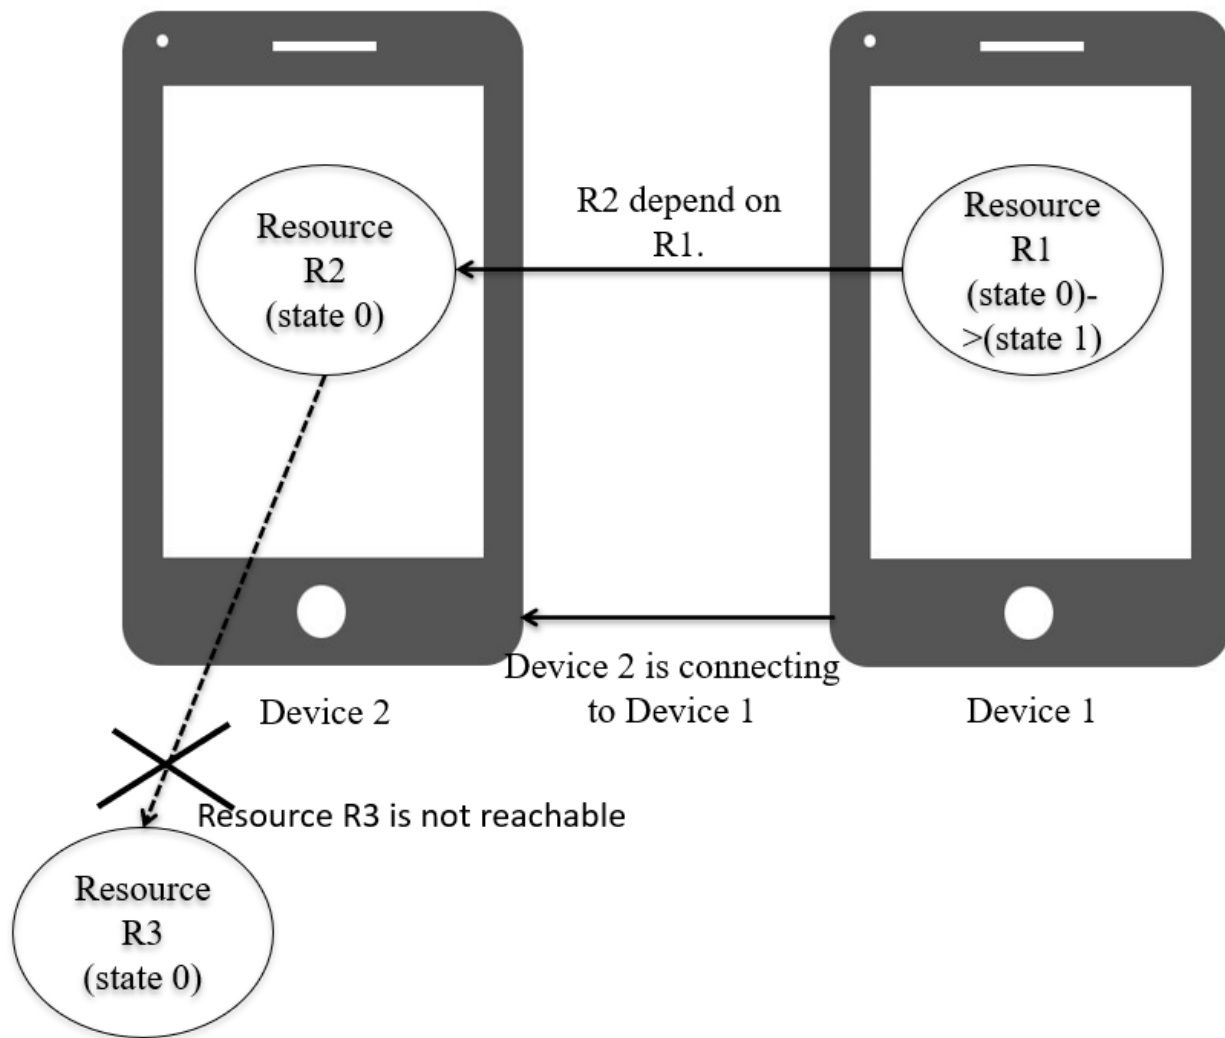 Resource
R2
(state 0)
R2 depend on
R1.
Resource
R1
(state 0)-
>(state 1)
Device 2 is connecting
to Device 1
Device 2
Device 1
Resource R3 is not reachable
Resource
R3
(state 0)